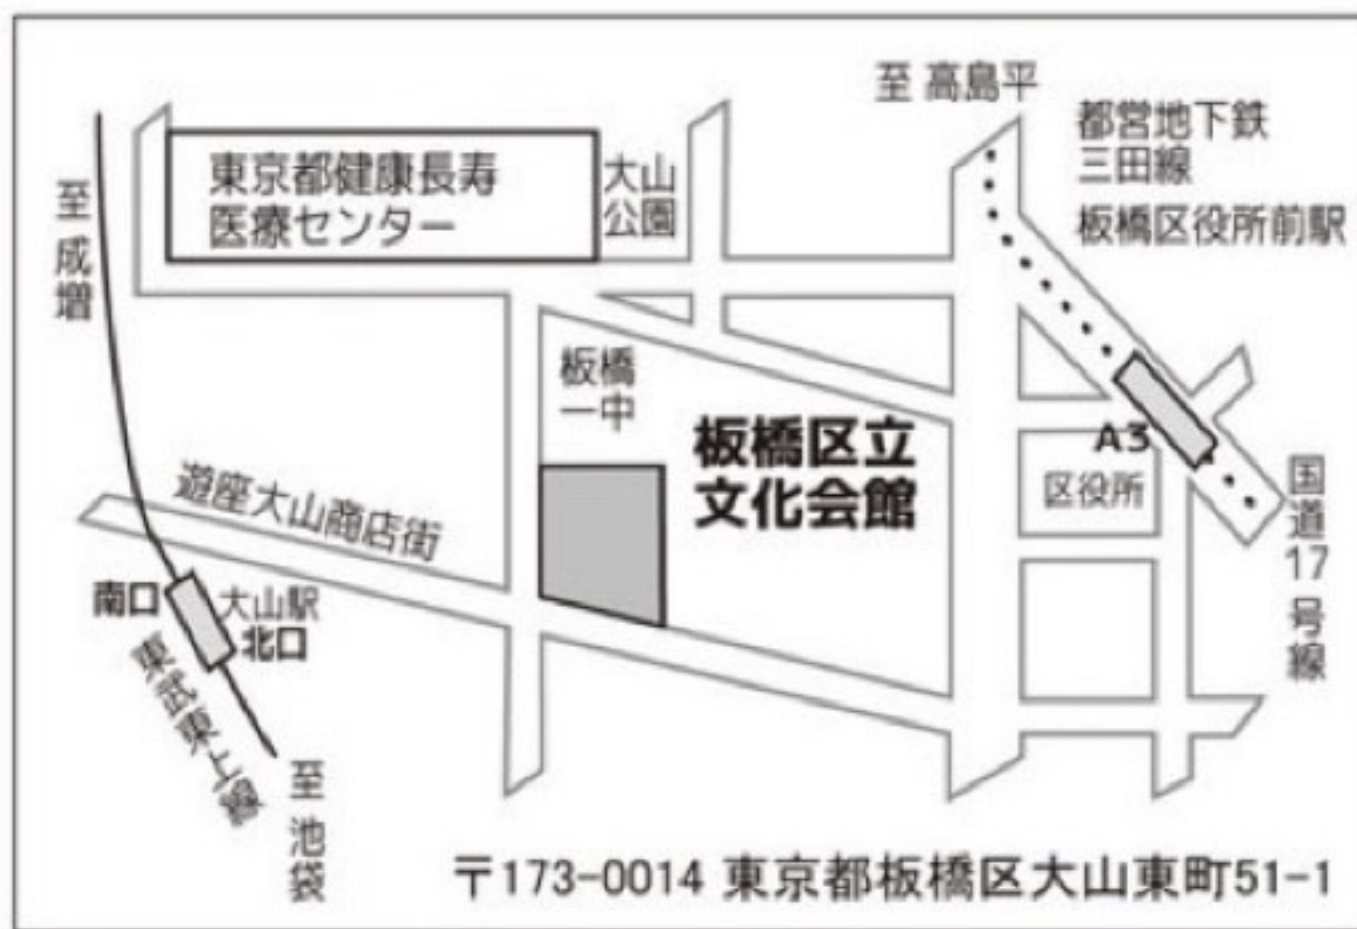 至 高島平
都営地下鉄
三田線
板橋区役所前駅
東京都健康長寿
医療センター
大山
公園
至 成増
板橋
一中
板橋区立
文化会館
A3
区役所
国道17号線
遊座大山商店街
南口
大山駅
北口
東武東上線
至 池袋
〒173-0014 東京都板橋区大山東町51-1